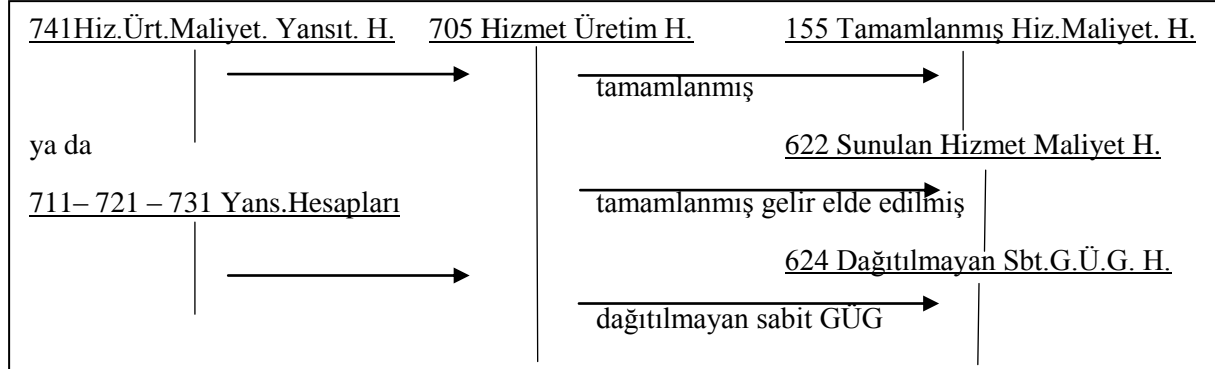 741Hiz.Ürt.Maliyet. Yansıt. H. 705 Hizmet Üretim H. 155 Tamamlanmış Hiz.Maliyet. H.
tamamlanmış
ya da 622 Sunulan Hizmet Maliyet H.
711– 721 – 731 Yans.Hesapları tamamlanmış gelir elde edilmiş
624 Dağıtılmayan Sbt.G.Ü.G. H.
dağıtılmayan sabit GÜG